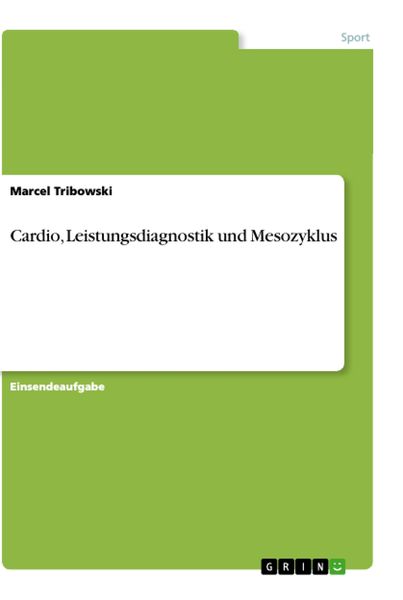 Sport
Marcel Tribowski
Cardio, Leistungsdiagnostik und Mesozyklus
Einsendeaufgabe
GRIN